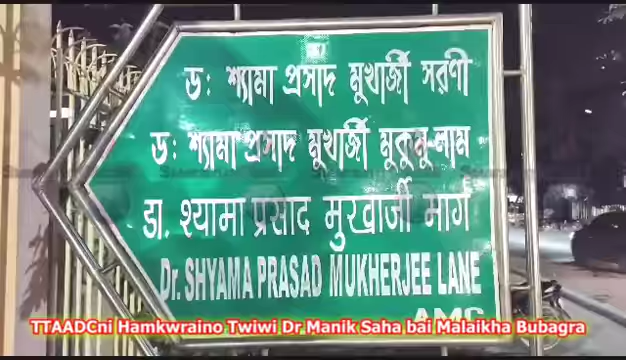 ডঃ শ্যামা প্রসাদ মুখার্জী সরণী
ডঃ শ্যামা প্রসাদ মুখার্জী মুকুমু লাম
डा. श्यामा प्रसाद मुखार्जी मार्ग
Dr. SHYAMA PRASAD MUKHERJEE LANE
AMC
TTAADCni Hamkwraino Twiwi Dr Manik Saha bai Malaikha Bubagra